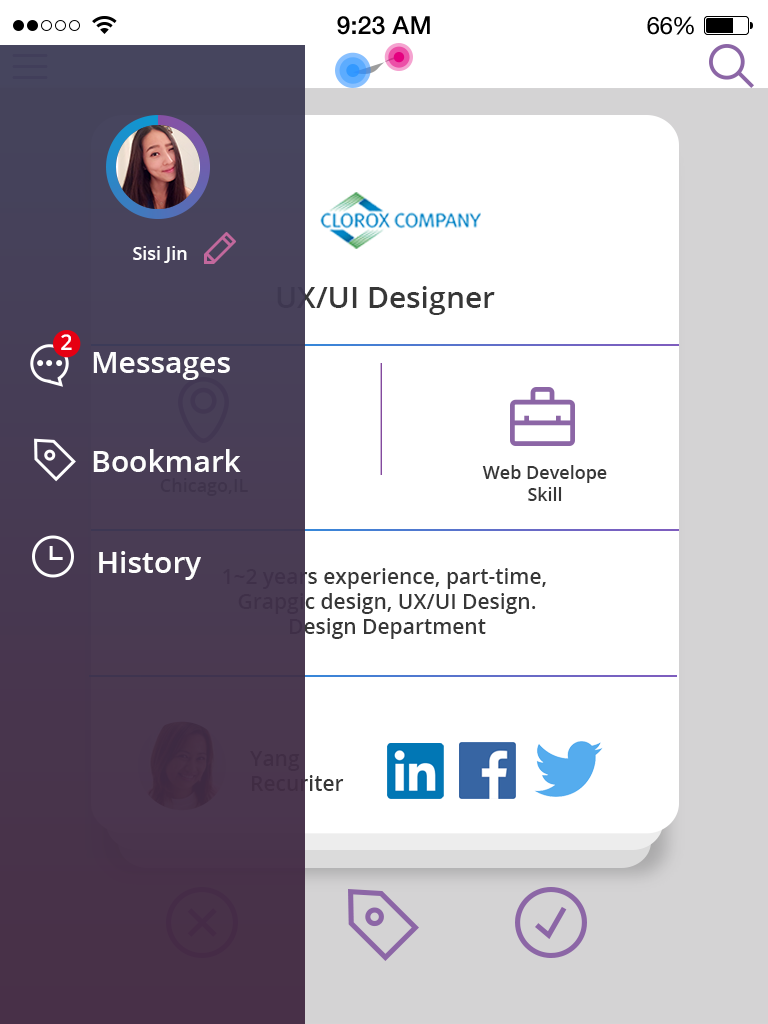 9:23 AM
66%
Sisi Jin
CLOROX COMPANY
UX/UI Designer
2
Messages
Bookmark
History
Chicago,IL
Web Develope
Skill
1~2 years experience, part-time,
Grapgic design, UX/UI Design.
Design Department
Yang
Recuriter
in
f